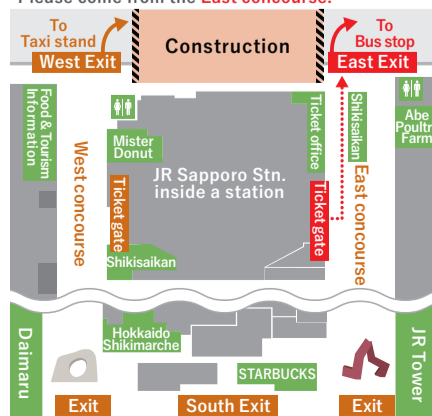 Please come from the East concourse.
To
Taxi stand
West Exit
Construction
To
Bus stop
East Exit
Food & Tourism
Information
Mister
Donut
Ticket office
Shikisaikan
Abe
Poultry
Farm
West concourse
Ticket gate
JR Sapporo Stn.
inside a station
Ticket gate
East concourse
Shikisaikan
Daimaru
Hokkaido
Shikimarche
STARBUCKS
JR Tower
Exit
South Exit
Exit